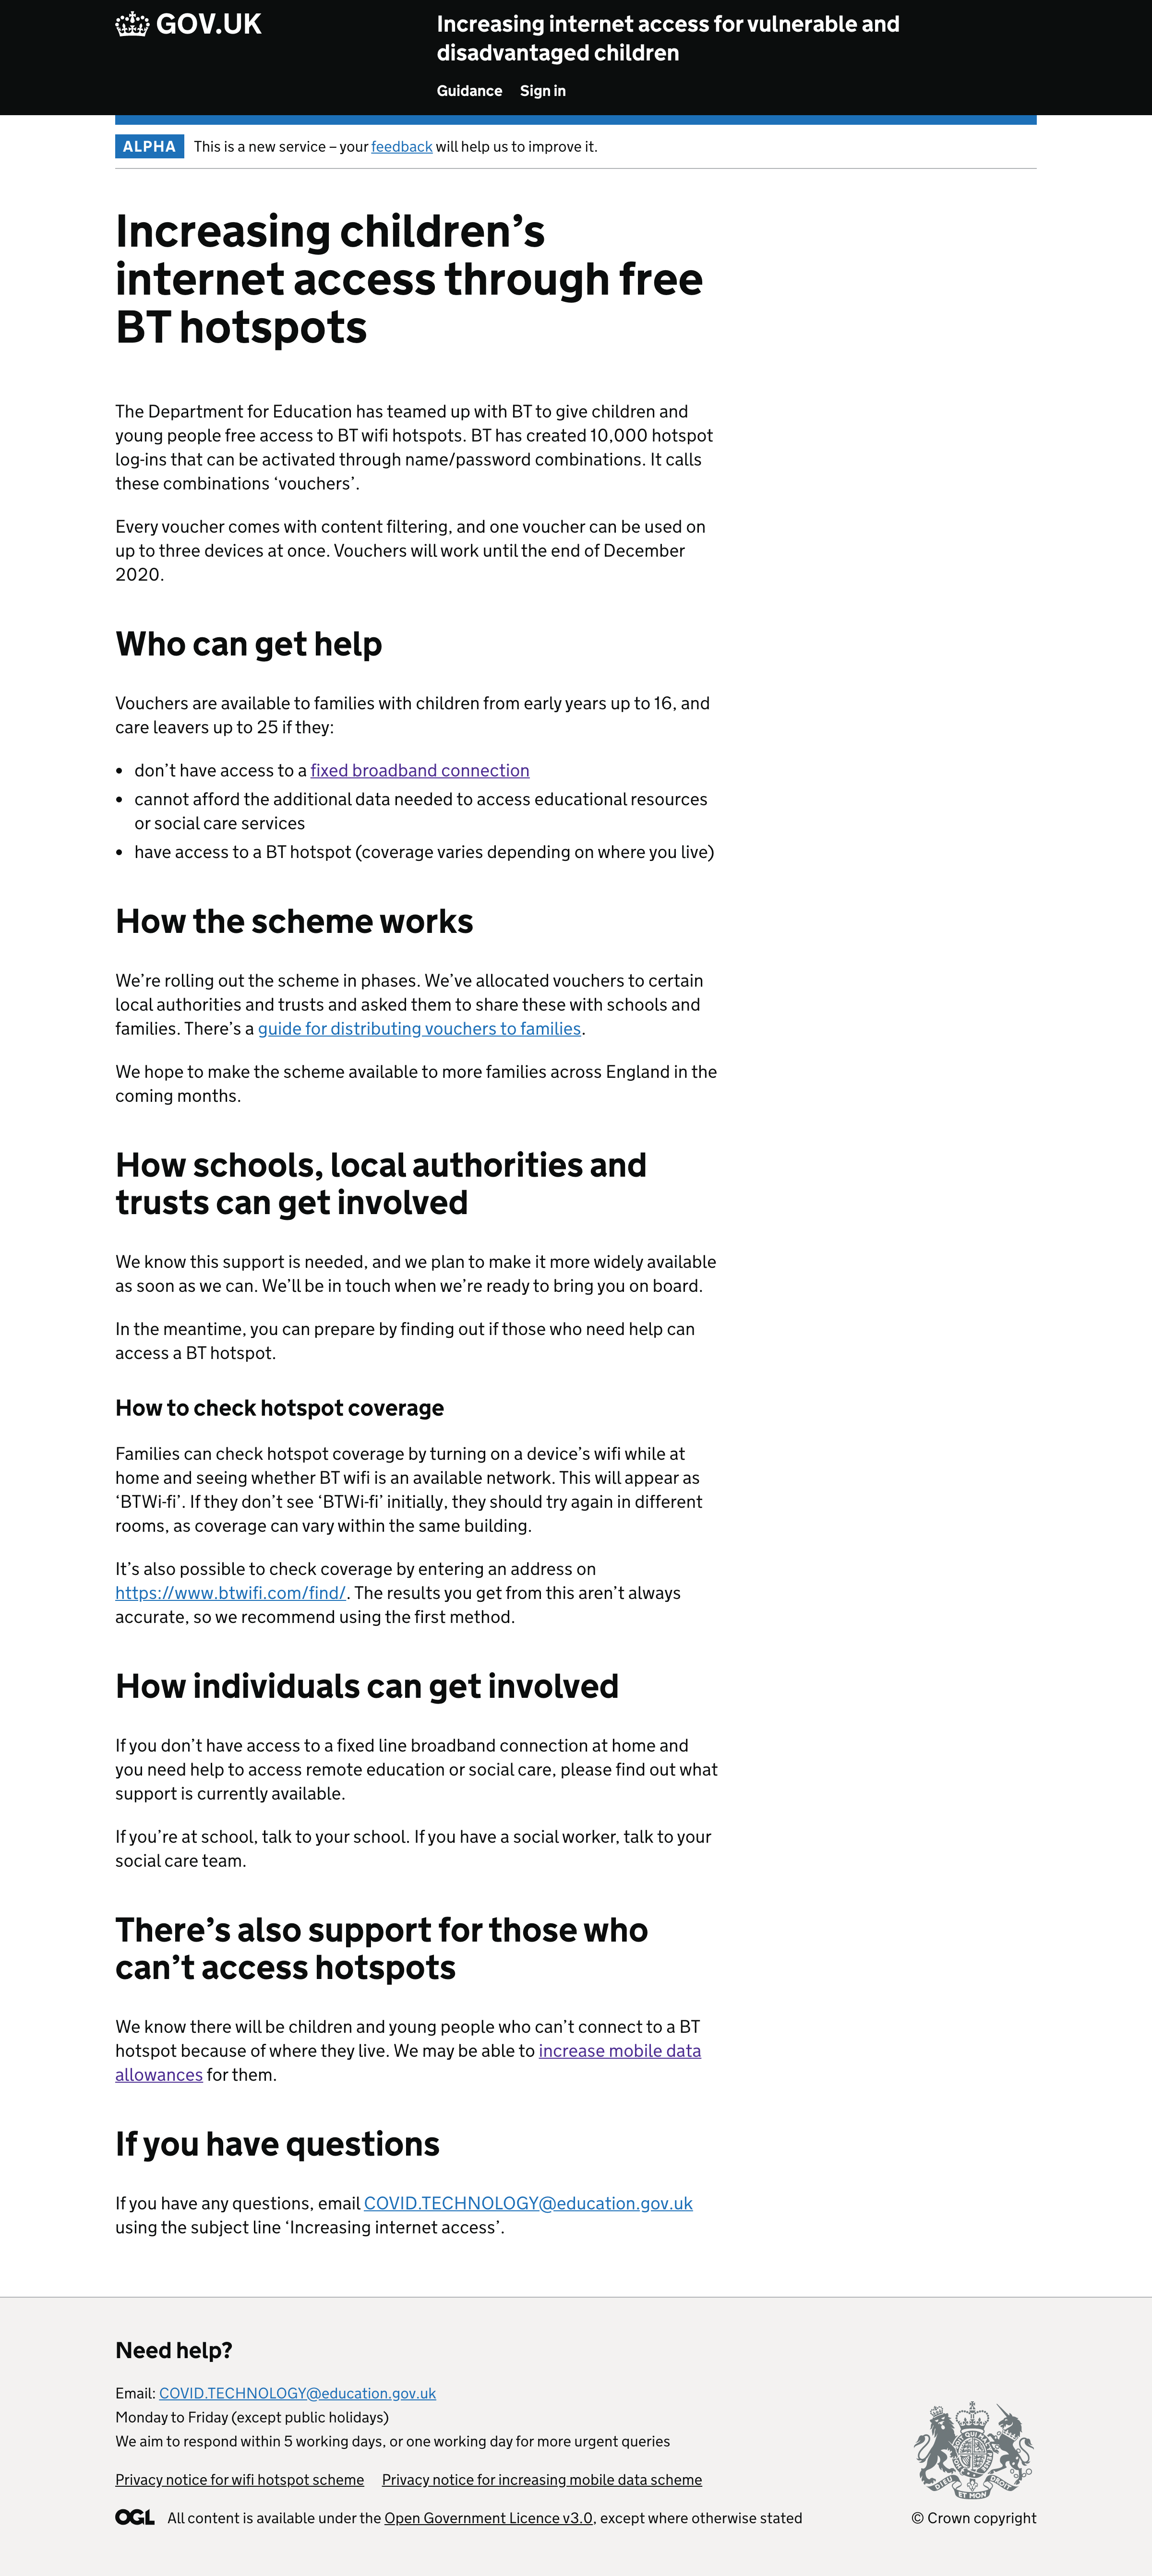 GOV.UK
Increasing internet access for vulnerable and
disadvantaged children
Guidance Sign in
ALPHA This is a new service – your feedback will help us to improve it.
Increasing children’s
internet access through free
BT hotspots
The Department for Education has teamed up with BT to give children and
young people free access to BT wifi hotspots. BT has created 10,000 hotspot
log-ins that can be activated through name/password combinations. It calls
these combinations ‘vouchers’.
Every voucher comes with content filtering, and one voucher can be used on
up to three devices at once. Vouchers will work until the end of December
2020.
Who can get help
Vouchers are available to families with children from early years up to 16, and
care leavers up to 25 if they:
• don’t have access to a fixed broadband connection
• cannot afford the additional data needed to access educational resources
or social care services
• have access to a BT hotspot (coverage varies depending on where you live)
How the scheme works
We’re rolling out the scheme in phases. We’ve allocated vouchers to certain
local authorities and trusts and asked them to share these with schools and
families. There’s a guide for distributing vouchers to families.
We hope to make the scheme available to more families across England in the
coming months.
How schools, local authorities and
trusts can get involved
We know this support is needed, and we plan to make it more widely available
as soon as we can. We’ll be in touch when we’re ready to bring you on board.
In the meantime, you can prepare by finding out if those who need help can
access a BT hotspot.
How to check hotspot coverage
Families can check hotspot coverage by turning on a device’s wifi while at
home and seeing whether BT wifi is an available network. This will appear as
‘BTWi-fi’. If they don’t see ‘BTWi-fi’ initially, they should try again in different
rooms, as coverage can vary within the same building.
It’s also possible to check coverage by entering an address on
https://www.btwifi.com/find/. The results you get from this aren’t always
accurate, so we recommend using the first method.
How individuals can get involved
If you don’t have access to a fixed line broadband connection at home and
you need help to access remote education or social care, please find out what
support is currently available.
If you’re at school, talk to your school. If you have a social worker, talk to your
social care team.
There’s also support for those who
can’t access hotspots
We know there will be children and young people who can’t connect to a BT
hotspot because of where they live. We may be able to increase mobile data
allowances for them.
If you have questions
If you have any questions, email COVID.TECHNOLOGY@education.gov.uk
using the subject line ‘Increasing internet access’.
Need help?
Email: COVID.TECHNOLOGY@education.gov.uk
Monday to Friday (except public holidays)
We aim to respond within 5 working days, or one working day for more urgent queries
Privacy notice for wifi hotspot scheme Privacy notice for increasing mobile data scheme
DIEU ET MON DROIT
OGL All content is available under the Open Government Licence v3.0, except where otherwise stated
© Crown copyright